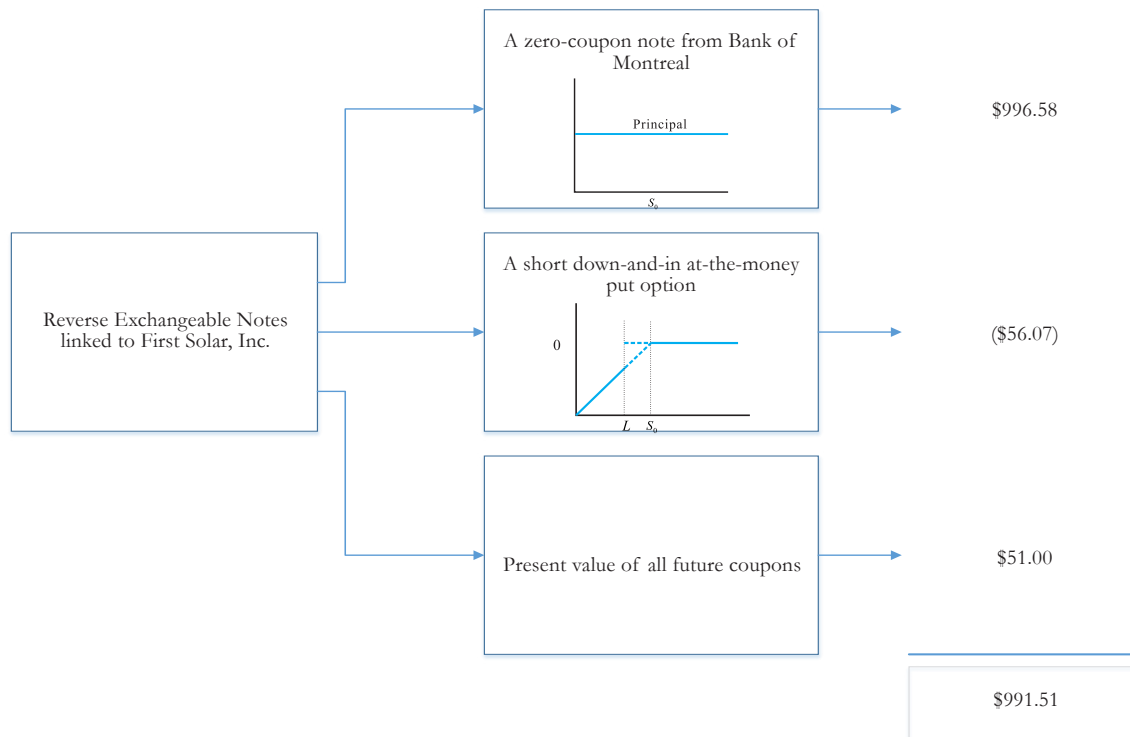 A zero-coupon note from Bank of
Montreal
Principal
S₀
$996.58
Reverse Exchangeable Notes
linked to First Solar, Inc.
A short down-and-in at-the-money
put option
0
L S₀
($56.07)
Present value of all future coupons
$51.00
$991.51